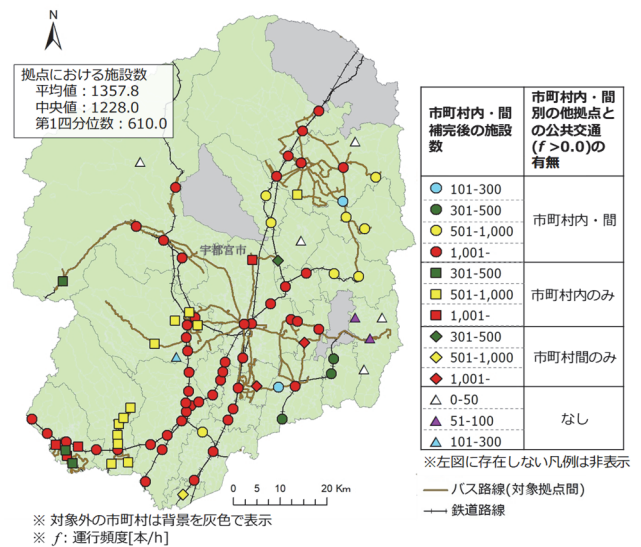 N
拠点における施設数
平均値：1357.8
中央値：1228.0
第1四分位数：610.0
宇都宮市
0 5 10 20 Km
※ 対象外の市町村は背景を灰色で表示
※ f：運行頻度[本/h]
市町村内・間補完後の施設数
市町村内・間別の他拠点との公共交通(f >0.0)の有無
101-300
301-500
501-1,000
1,001-
市町村内・間
301-500
501-1,000
1,001-
市町村内のみ
301-500
501-1,000
1,001-
市町村間のみ
0-50
51-100
101-300
なし
※左図に存在しない凡例は非表示
バス路線(対象拠点間)
鉄道路線